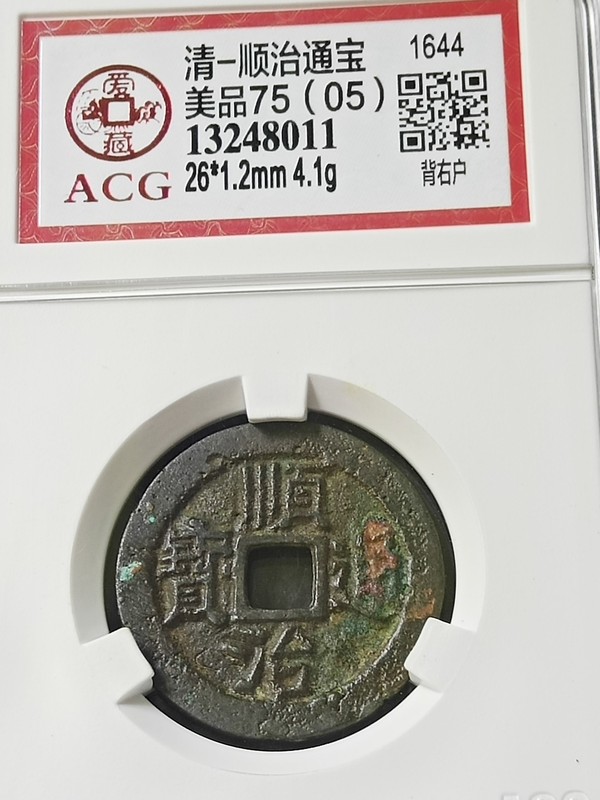 清-顺治通宝
1644
美品75(05)
13248011
26*1.2mm 4.1g
背右户
爱
藏
ACG
順
治
寶